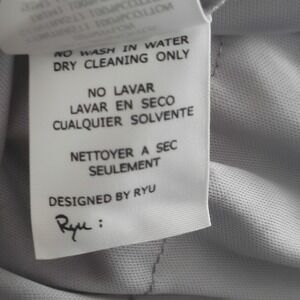 NO WASH IN WATER
DRY CLEANING ONLY
NO LAVAR
LAVAR EN SECO
CUALQUIER SOLVENTE
NETTOYER A SEC
SEULEMENT
DESIGNED BY RYU
Ryu :